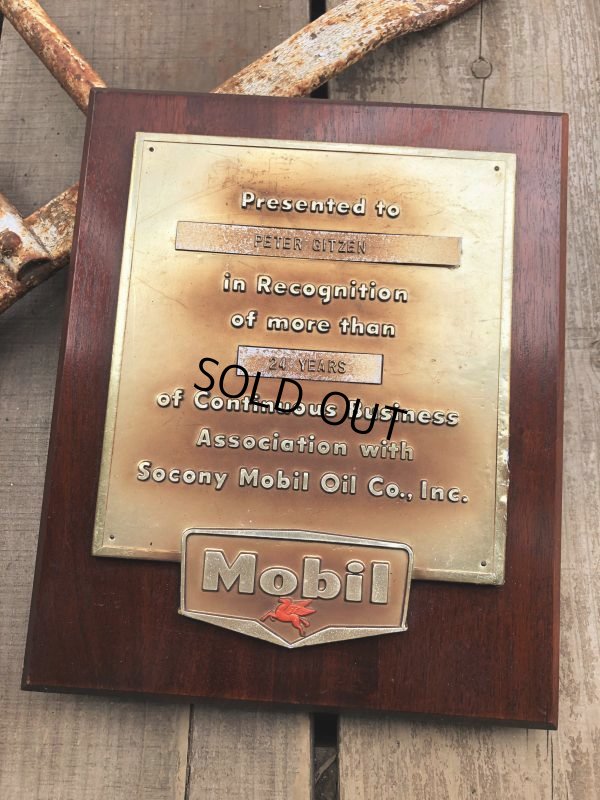 Presented to
PETER GITZEN
in Recognition
of more than
24 YEARS
SOLD OUT
of Continuous Business
Association with
Socony Mobil Oil Co., Inc.
Mobil